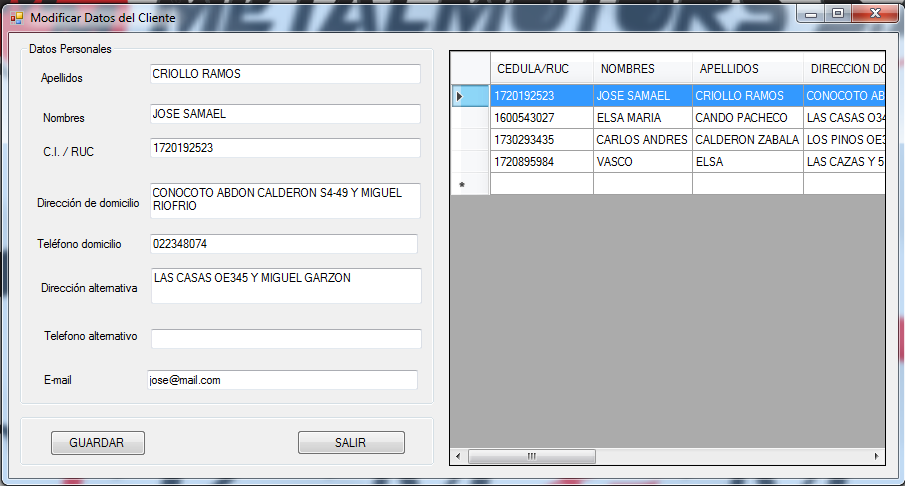 METALMOTORS
Modificar Datos del Cliente
Datos Personales
Apellidos
CRIOLLO RAMOS
Nombres
JOSE SAMAEL
C.I. / RUC
1720192523
Dirección de domicilio
CONOCOTO ABDON CALDERON S4-49 Y MIGUEL
RIOFRIO
Teléfono domicilio
022348074
Dirección alternativa
LAS CASAS OE345 Y MIGUEL GARZON
Telefono alternativo
E-mail
jose@mail.com
GUARDAR SALIR
CEDULA/RUC NOMBRES APELLIDOS DIRECCION DO
1720192523 JOSE SAMAEL CRIOLLO RAMOS CONOCOTO AB
1600543027 ELSA MARIA CANDO PACHECO LAS CASAS O34
1730293435 CARLOS ANDRES CALDERON ZABALA LOS PINOS OE3
1720895984 VASCO ELSA LAS CAZAS Y 5